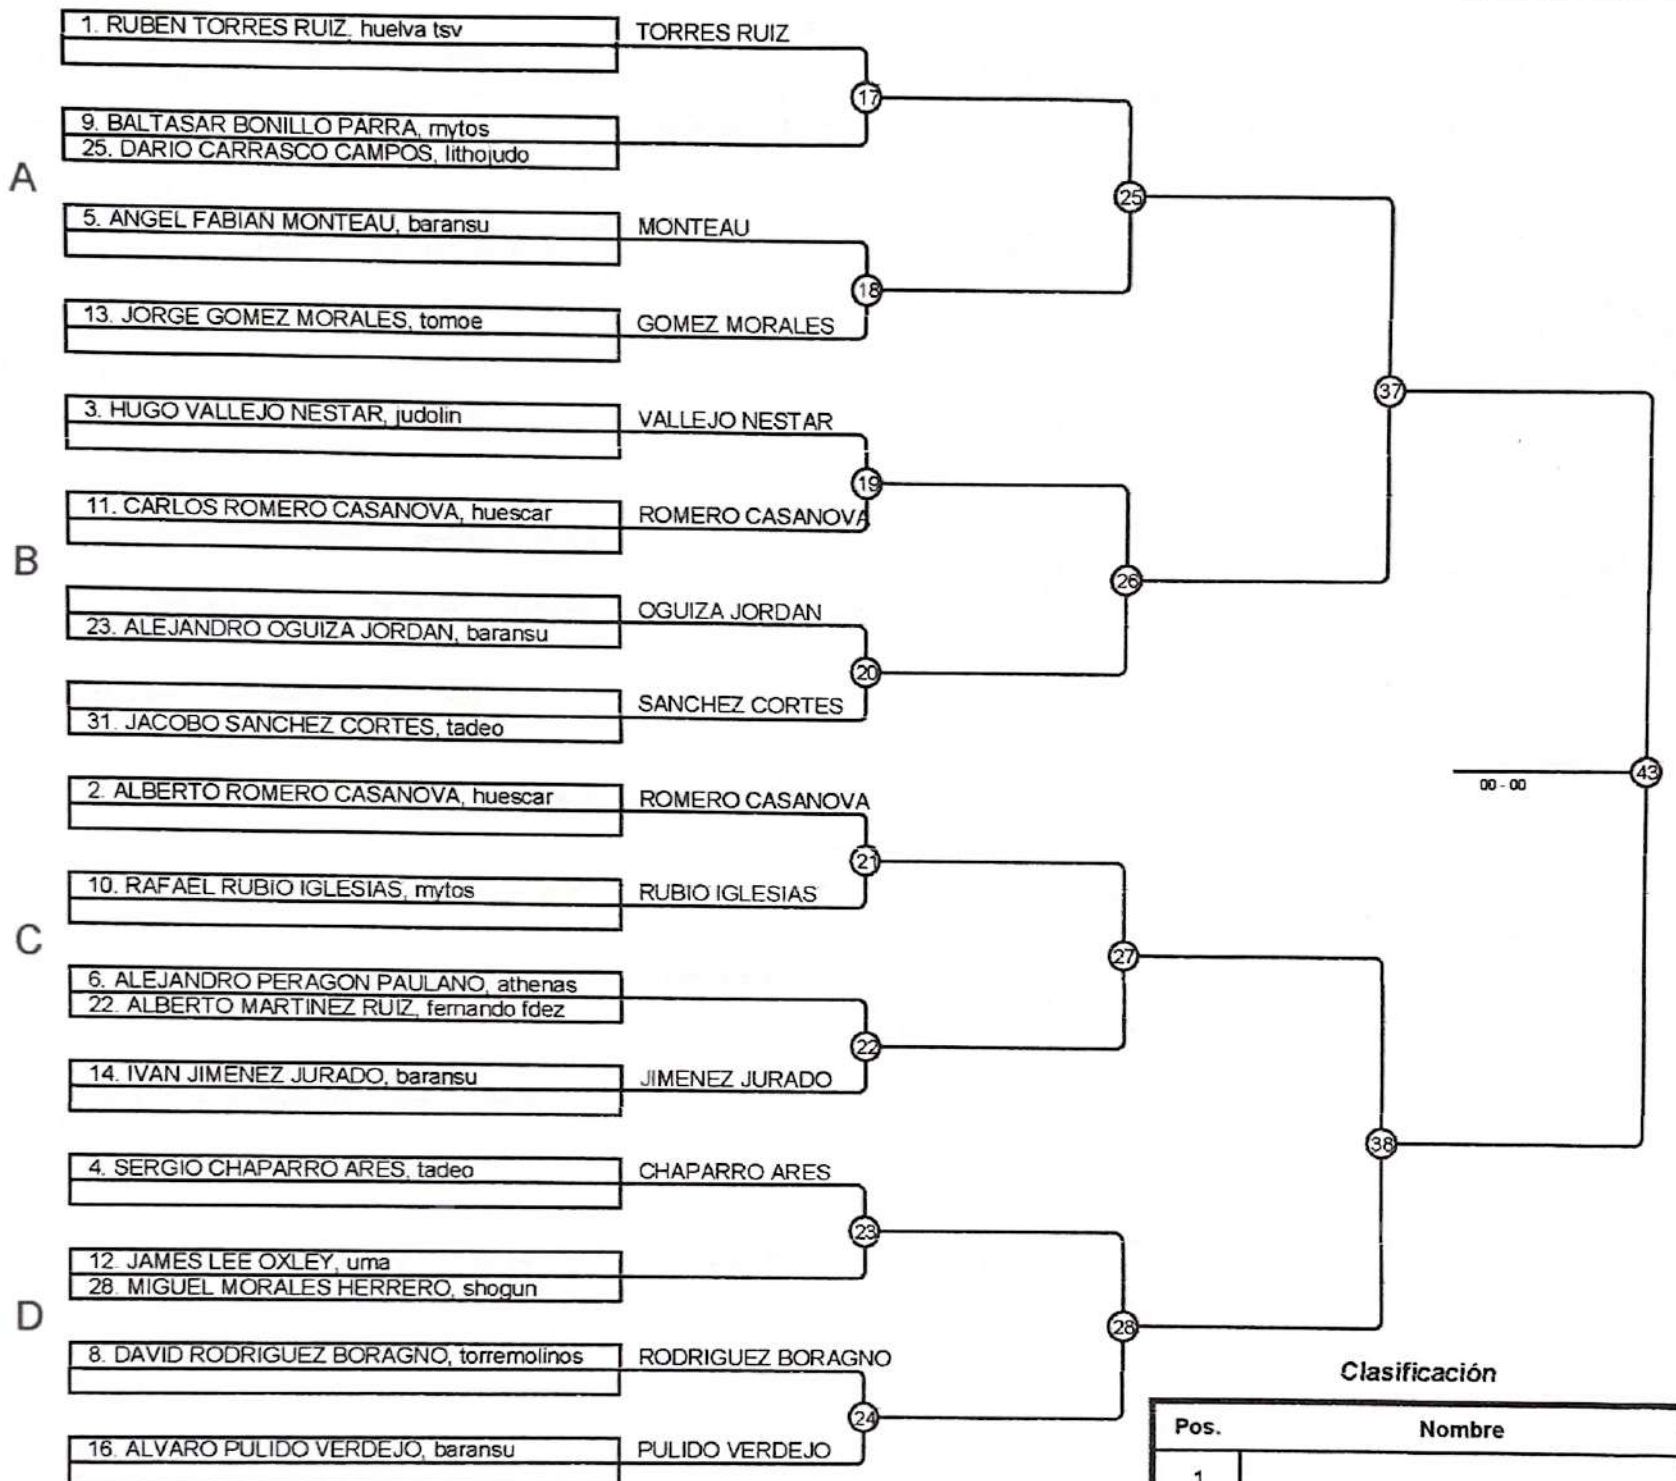 1. RUBEN TORRES RUIZ, huelva tsv
TORRES RUIZ
17
9. BALTASAR BONILLO PARRA, mytos
25. DARIO CARRASCO CAMPOS, lithojudo
A
25
5. ANGEL FABIAN MONTEAU, baransu
MONTEAU
18
13. JORGE GOMEZ MORALES, tomoe
GOMEZ MORALES
37
3. HUGO VALLEJO NESTAR, judolin
VALLEJO NESTAR
19
11. CARLOS ROMERO CASANOVA, huescar
ROMERO CASANOVA
B
26
OGUIZA JORDAN
23. ALEJANDRO OGUIZA JORDAN, baransu
20
SANCHEZ CORTES
31. JACOBO SANCHEZ CORTES, tadeo
43
00 - 00
2. ALBERTO ROMERO CASANOVA, huescar
ROMERO CASANOVA
21
10. RAFAEL RUBIO IGLESIAS, mytos
RUBIO IGLESIAS
C
27
6. ALEJANDRO PERAGON PAULANO, athenas
22. ALBERTO MARTINEZ RUIZ, fernando fdez
22
14. IVAN JIMENEZ JURADO, baransu
JIMENEZ JURADO
38
4. SERGIO CHAPARRO ARES, tadeo
CHAPARRO ARES
23
12. JAMES LEE OXLEY, uma
28. MIGUEL MORALES HERRERO, shogun
D
28
8. DAVID RODRIGUEZ BORAGNO, torremolinos
RODRIGUEZ BORAGNO
24
16. ALVARO PULIDO VERDEJO, baransu
PULIDO VERDEJO
Clasificación
Pos. Nombre
1